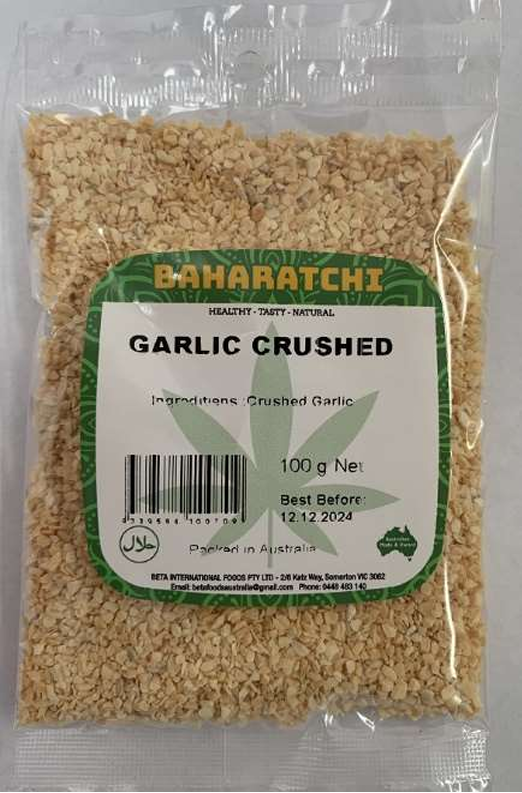 BAHARATCHI
HEALTHY - TASTY - NATURAL
GARLIC CRUSHED
Ingreditiens :Crushed Garlic
100 g Net
Best Before:
12.12.2024
حلال
Packed in Australia
BETA INTERNATIONAL FOODS PTY LTD - 2/6 Katz Way, Somerton VIC 3062
Email: betafoodsaustralia@gmail.com Phone: 0448 483 140